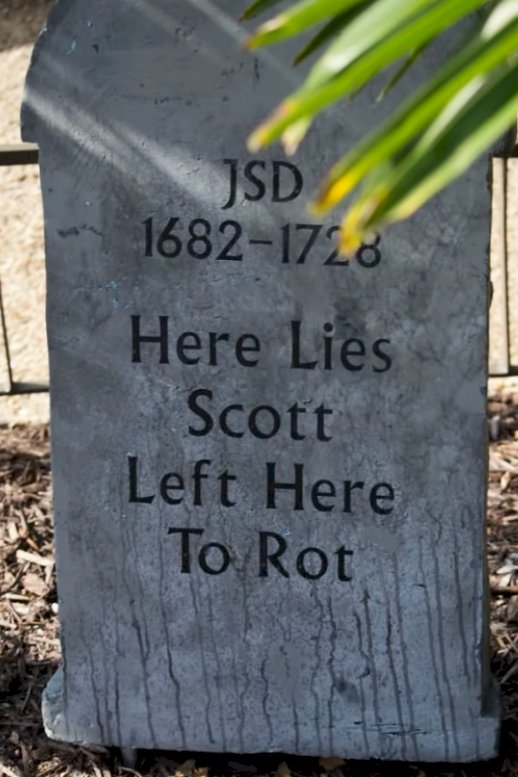 JSD
1682-1728
Here Lies
Scott
Left Here
To Rot